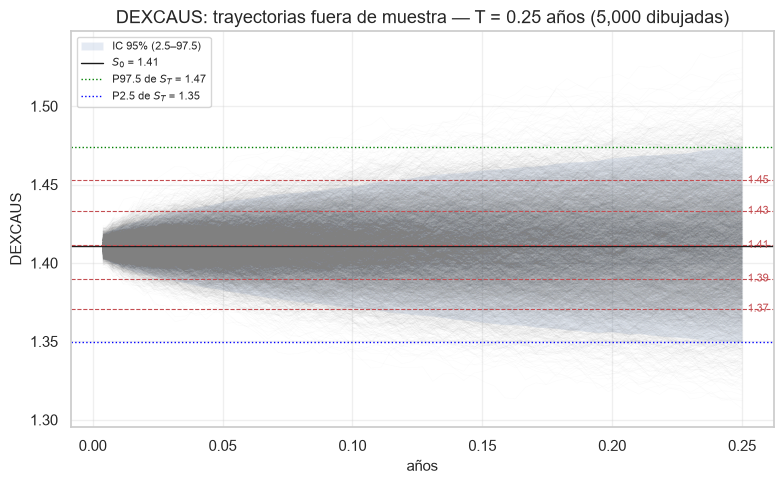 DEXCAUS: trayectorias fuera de muestra — T = 0.25 años (5,000 dibujadas)
IC 95% (2.5–97.5)
S₀ = 1.41
P97.5 de S_T = 1.47
P2.5 de S_T = 1.35
1.50
1.45
1.40
1.35
1.30
DEXCAUS
1.45
1.43
1.41
1.39
1.37
0.00
0.05
0.10
0.15
0.20
0.25
años